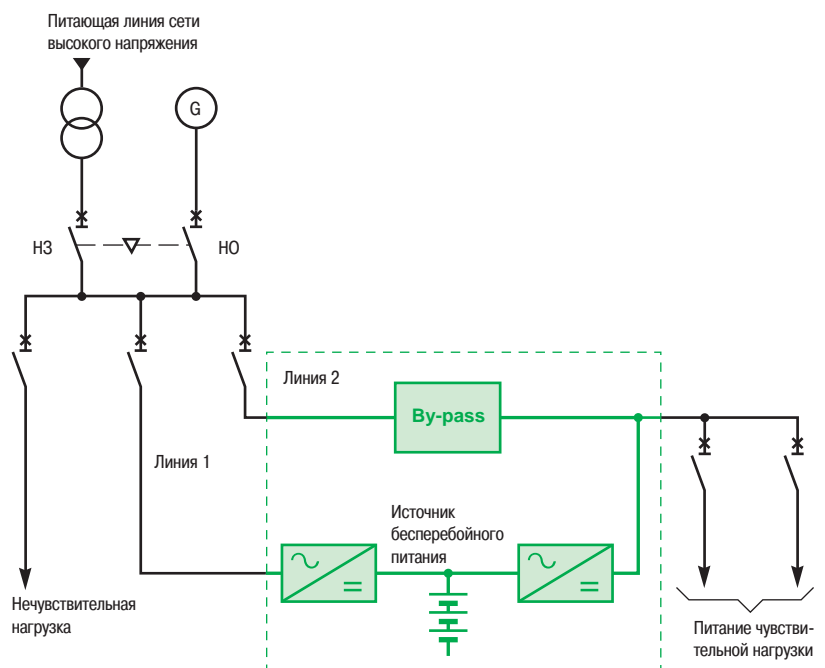 Питающая линия сети
высокого напряжения
G
НЗ
НО
Линия 2
By-pass
Линия 1
Источник
бесперебойного
питания
Нечувствительная
нагрузка
Питание чувстви-
тельной нагрузки